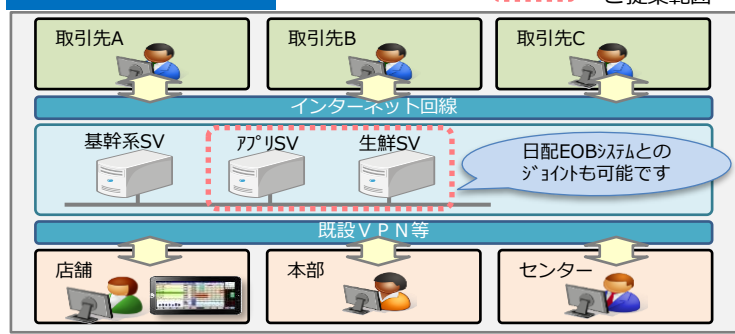 ご提案範囲
取引先A
取引先B
取引先C
インターネット回線
基幹系SV
ｱﾌﾟﾘSV
生鮮SV
日配EOBｼｽﾃﾑとの
ｼﾞｮｲﾝﾄも可能です
既設ＶＰＮ等
店舗
本部
センター